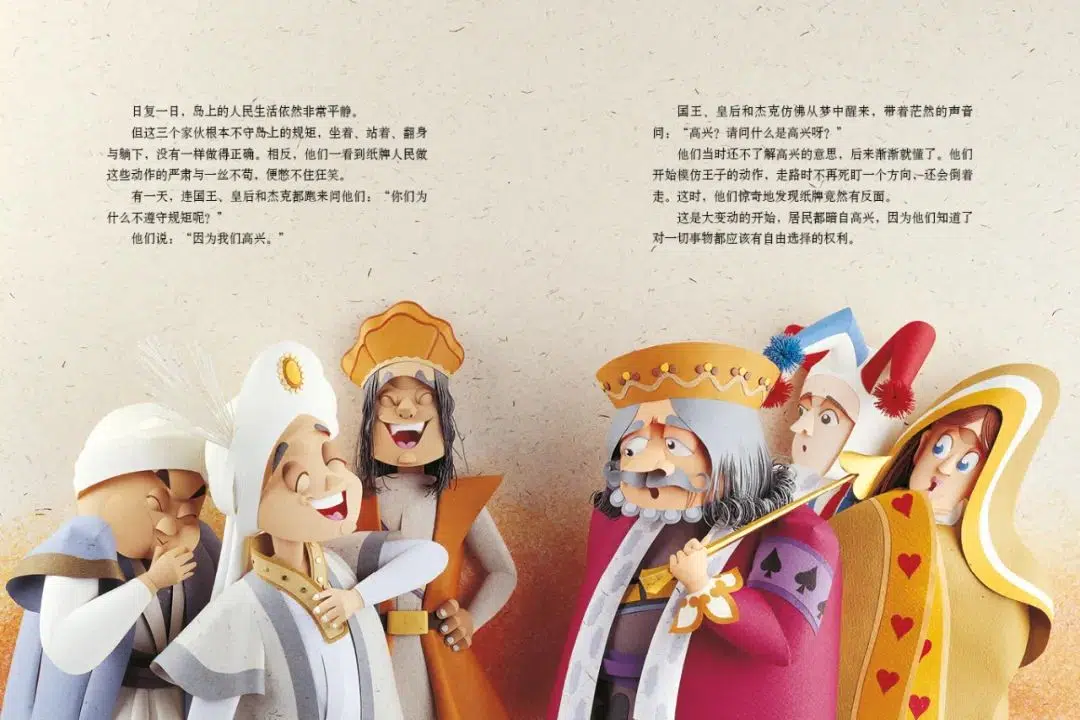 日复一日，岛上的人民生活依然非常平静。
但这三个家伙根本不守岛上的规矩，坐着、站着、翻身
与躺下，没有一样做得正确。相反，他们一看到纸牌人民做
这些动作的严肃与一丝不苟，便憋不住狂笑。
有一天，连国王、皇后和杰克都跑来问他们：“你们为
什么不遵守规矩呢？”
他们说：“因为我们高兴。”
国王、皇后和杰克仿佛从梦中醒来，带着茫然的声音
问：“高兴？请问什么是高兴呀？”
他们当时还不了解高兴的意思，后来渐渐就懂了。他们
开始模仿王子的动作，走路时不再死盯一个方向、还会倒着
走。这时，他们惊奇地发现纸牌竟然有反面。
这是大变动的开始，居民都暗自高兴，因为他们知道了
对一切事物都应该有自由选择的权利。